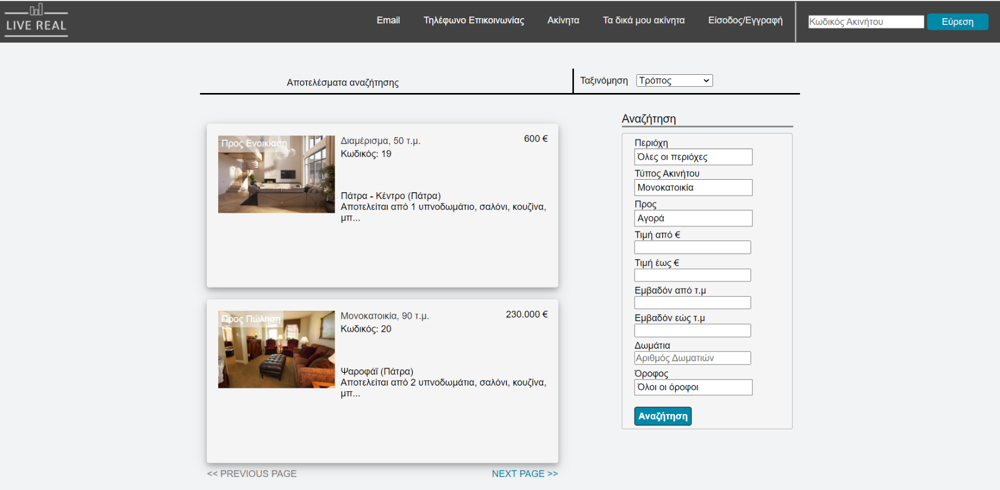 LIVE REAL
Email
Τηλέφωνο Επικοινωνίας
Ακίνητα
Τα δικά μου ακίνητα
Είσοδος/Εγγραφή
Κωδικός Ακινήτου
Εύρεση
Αποτελέσματα αναζήτησης
Ταξινόμηση
Τρόπος
Προς Ενοικίαση
Διαμέρισμα, 50 τ.μ.
600 €
Κωδικός: 19
Πάτρα - Κέντρο (Πάτρα)
Αποτελείται από 1 υπνοδωμάτιο, σαλόνι, κουζίνα,
μπ...
Προς Πώληση
Μονοκατοικία, 90 τ.μ.
230.000 €
Κωδικός: 20
Ψαροφάϊ (Πάτρα)
Αποτελείται από 2 υπνοδωμάτια, σαλόνι, κουζίνα,
μπ...
<< PREVIOUS PAGE
NEXT PAGE >>
Αναζήτηση
Περιόχη
Όλες οι περιόχες
Τύπος Ακινήτου
Μονοκατοικία
Προς
Αγορά
Τιμή από €
Τιμή έως €
Εμβαδόν από τ.μ
Εμβαδόν εώς τ.μ
Δωμάτια
Αριθμός Δωματιών
Όροφος
Όλοι οι όροφοι
Αναζήτηση